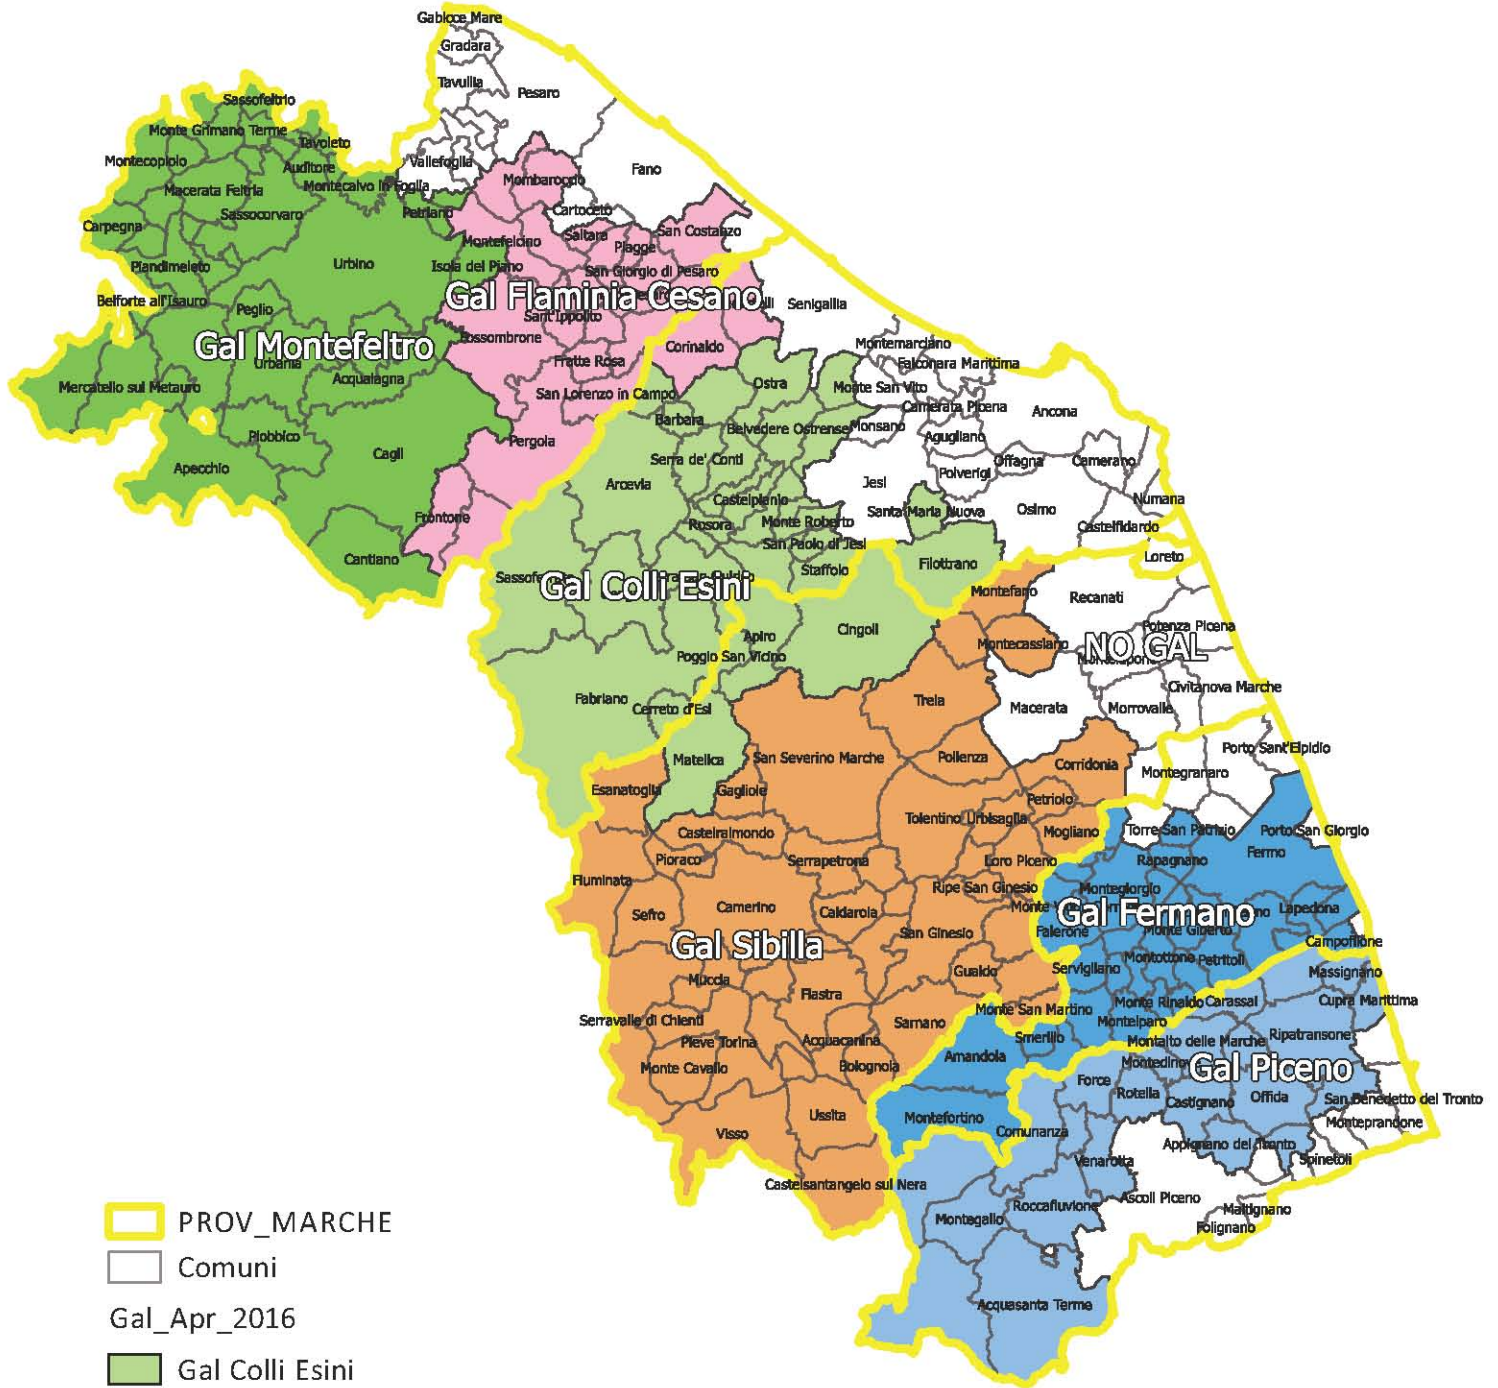 Gabicce Mare
Gradara
Tavullia
Pesaro
Sassofeltrio
Monte Grimano Terme
Tavoleto
Montecopiolo
Auditore
Vallefoglia
Fano
Macerata Feltria
Montecalvo in Foglia
Mombaroccio
Sassocorvaro
Petriano
Cartoceto
Carpegna
Saltara
San Costanzo
Montefelcino
Piagge
Piandimeleto
Urbino
Isola del Piano
San Giorgio di Pesaro
Belforte all'Isauro
Gal Flaminia Cesano
Senigallia
Peglio
Sant'Ippolito
Gal Montefeltro
Fossombrone
Corinaldo
Montemarciano
Urbania
Fratte Rosa
Falconara Marittima
Mercatello sul Metauro
Acqualagna
San Lorenzo in Campo
Ostra
Monte San Vito
Barbara
Camerata Picena
Ancona
Piobbico
Pergola
Belvedere Ostrense
Monsano
Agugliano
Cagli
Apecchio
Serra de' Conti
Offagna
Camerano
Arcevia
Jesi
Polverigi
Castelplanio
Numana
Frontone
Rosora
Monte Roberto
Santa Maria Nuova
Osimo
Castelfidardo
Cantiano
San Paolo di Jesi
Loreto
Staffolo
Filottrano
Gal Colli Esini
Montefano
Recanati
Apiro
Cingoli
Potenza Picena
Montecassiano
NO GAL
Poggio San Vicino
Fabriano
Cerreto d'Esi
Treia
Macerata
Morrovalle
Civitanova Marche
Matelica
San Severino Marche
Pollenza
Corridonia
Montegranaro
Porto Sant'Elpidio
Esanatoglia
Gagliole
Petriolo
Castelraimondo
Tolentino
Urbisaglia
Mogliano
Torre San Patrizio
Porto San Giorgio
Pioraco
Serrapetrona
Loro Piceno
Rapagnano
Fermo
Fiuminata
Ripe San Ginesio
Montegiorgio
Sefro
Camerino
Caldarola
Gal Fermano
Lapedona
San Ginesio
Falerone
Monte Giberto
Gal Sibilla
Campofilone
Muccia
Gualdo
Servigliano
Montottone
Petritoli
Massignano
Fiastra
Monte San Martino
Monte Rinaldo
Carassai
Cupra Marittima
Serravalle di Chienti
Sarnano
Monteleparo
Pieve Torina
Acquacanina
Smerillo
Montalto delle Marche
Ripatransone
Monte Cavallo
Bolognola
Amandola
Gal Piceno
Force
Rotella
Castignano
Offida
San Benedetto del Tronto
Ussita
Montefortino
Monteprandone
Visso
Comunanza
Appignano del Tronto
Venarotta
Spinetoli
Castelsantangelo sul Nera
Ascoli Piceno
Roccafluvione
Maltignano
Montegallo
Folignano
Acquasanta Terme
PROV_MARCHE
Comuni
Gal_Apr_2016
Gal Colli Esini